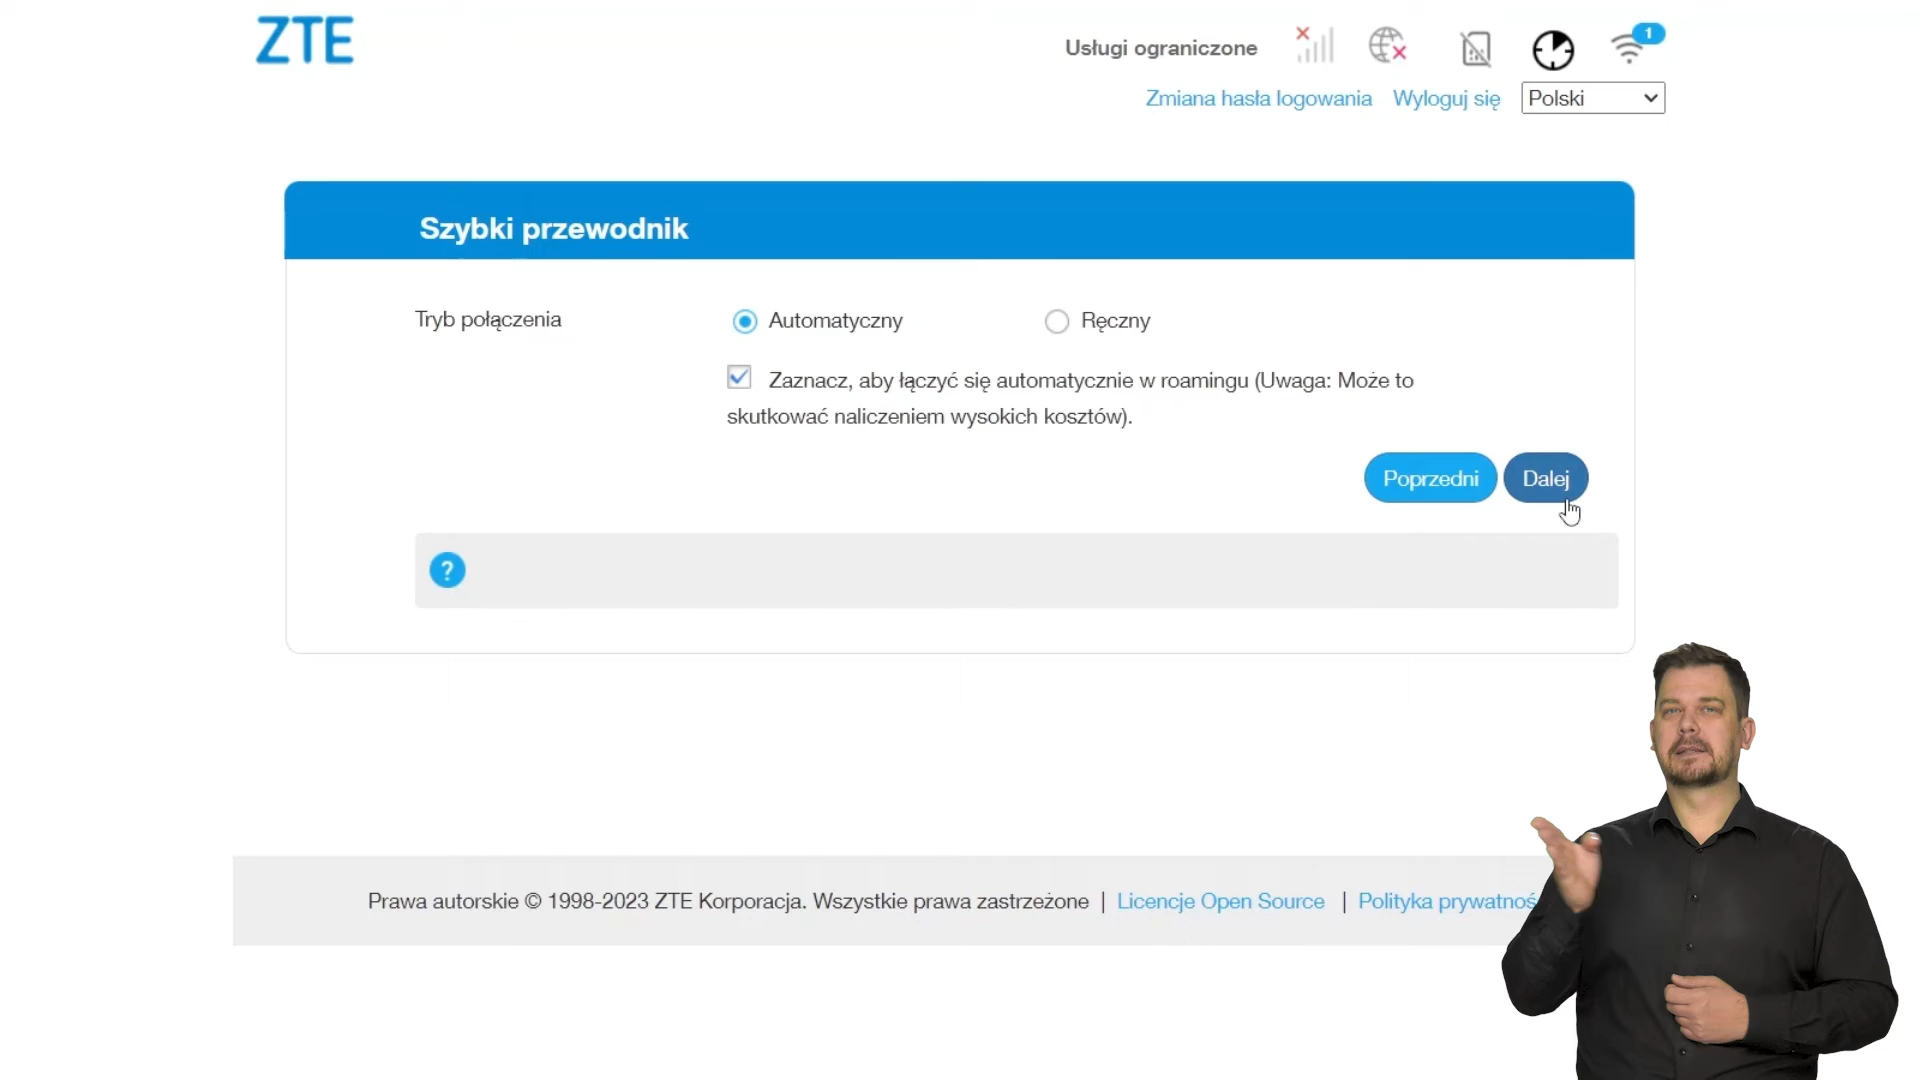 ZTE
Usługi ograniczone
1
Zmiana hasła logowania Wyloguj się Polski
Szybki przewodnik
Tryb połączenia Automatyczny Ręczny
Zaznacz, aby łączyć się automatycznie w roamingu (Uwaga: Może to
skutkować naliczeniem wysokich kosztów).
Poprzedni Dalej
?
Prawa autorskie © 1998-2023 ZTE Korporacja. Wszystkie prawa zastrzeżone | Licencje Open Source | Polityka